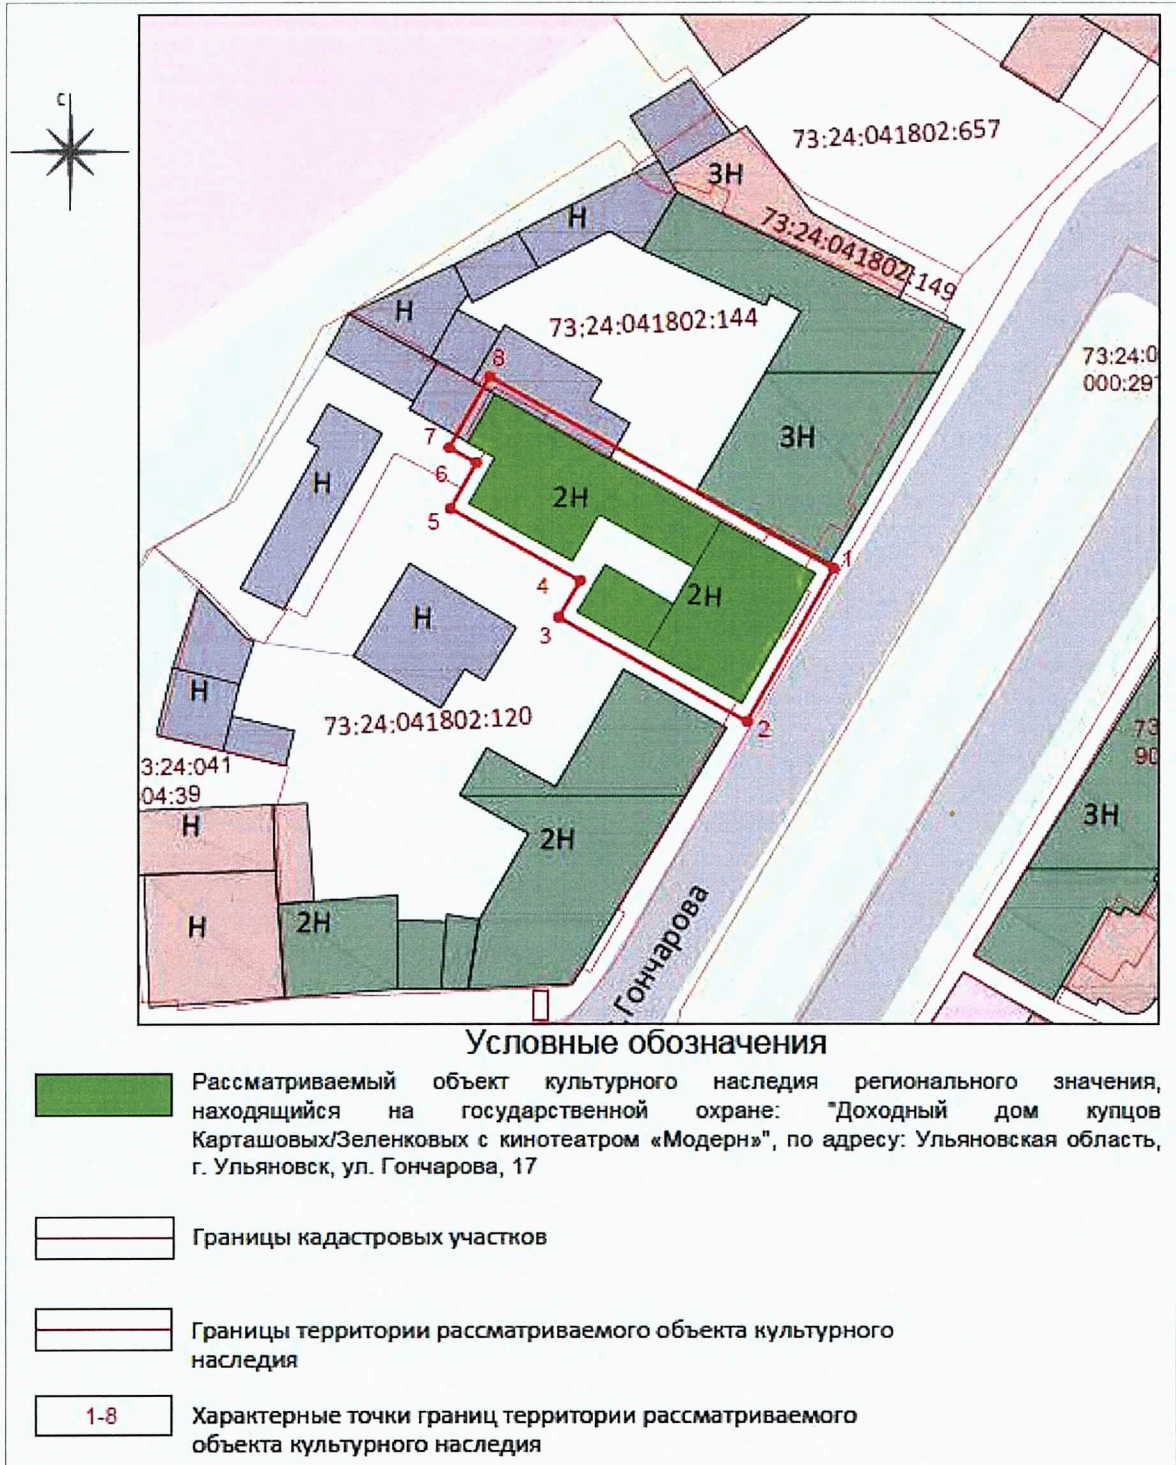 С
73:24:041802:657
3Н
73:24:041802:149
Н
Н
73:24:041802:144
73:24:0
000:29
8
3Н
7
6
Н
2Н
5
1
4
2Н
3
Н
2
Н
73:24:041802:120
73
90
3:24:041
04:39
Н
3Н
2Н
Н
2Н
Гончарова
Условные обозначения
Рассматриваемый объект культурного наследия регионального значения,
находящийся на государственной охране: "Доходный дом купцов
Карташовых/Зеленковых с кинотеатром «Модерн»", по адресу: Ульяновская область,
г. Ульяновск, ул. Гончарова, 17
Границы кадастровых участков
Границы территории рассматриваемого объекта культурного
наследия
1-8
Характерные точки границ территории рассматриваемого
объекта культурного наследия